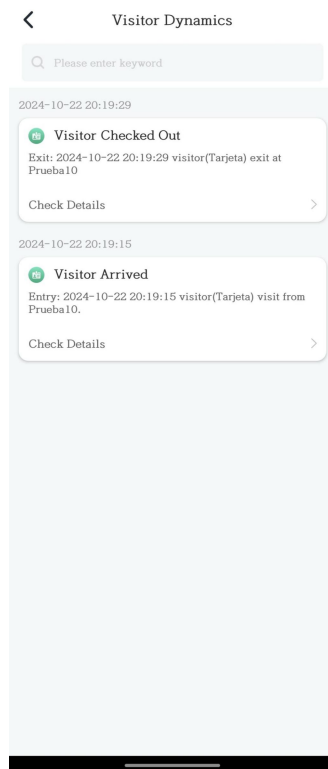 Visitor Dynamics
Please enter keyword
2024-10-22 20:19:29
Visitor Checked Out
Exit: 2024-10-22 20:19:29 visitor(Tarjeta) exit at
Prueba10
Check Details
2024-10-22 20:19:15
Visitor Arrived
Entry: 2024-10-22 20:19:15 visitor(Tarjeta) visit from
Prueba10.
Check Details